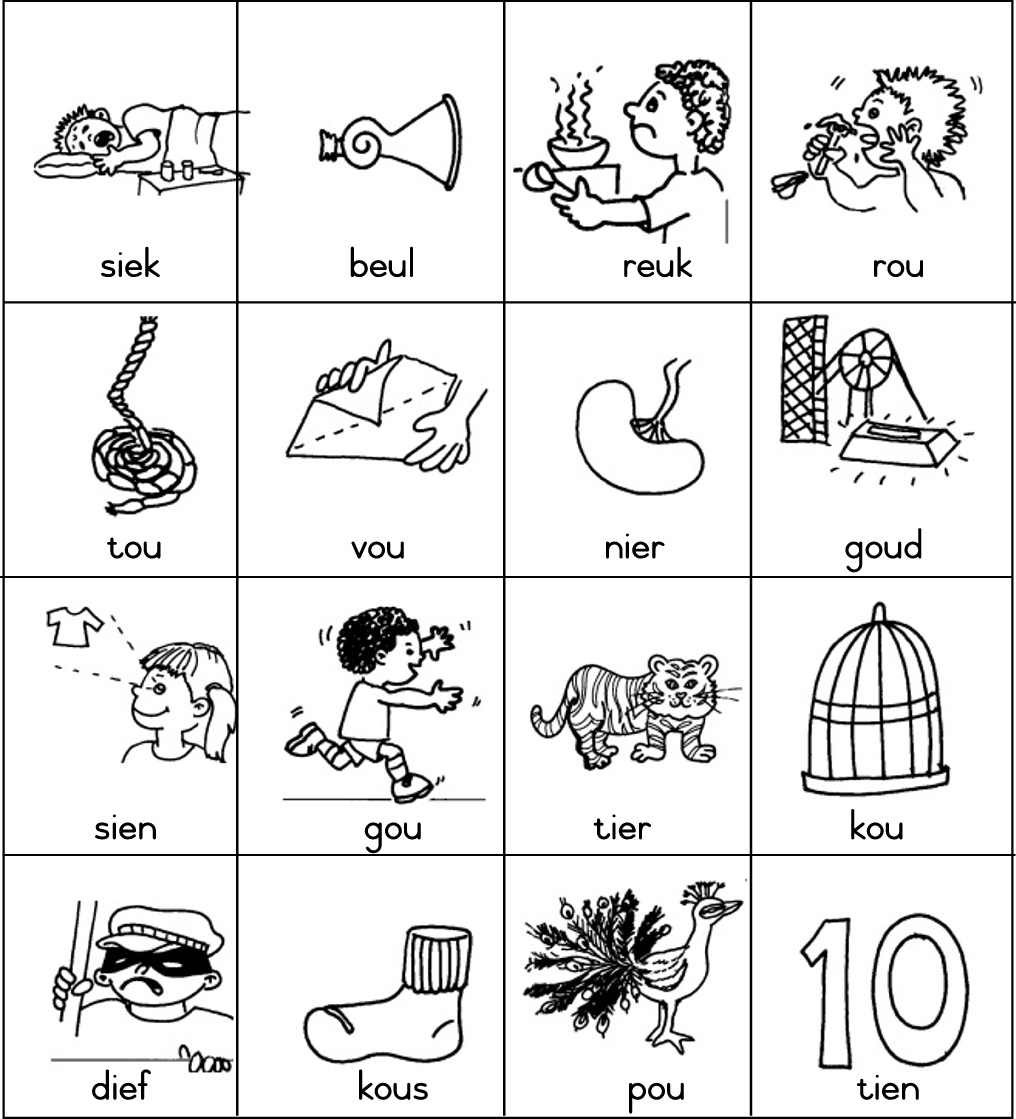 siek beul reuk rou
tou vou nier goud
sien gou tier kou
10
dief kous pou tien